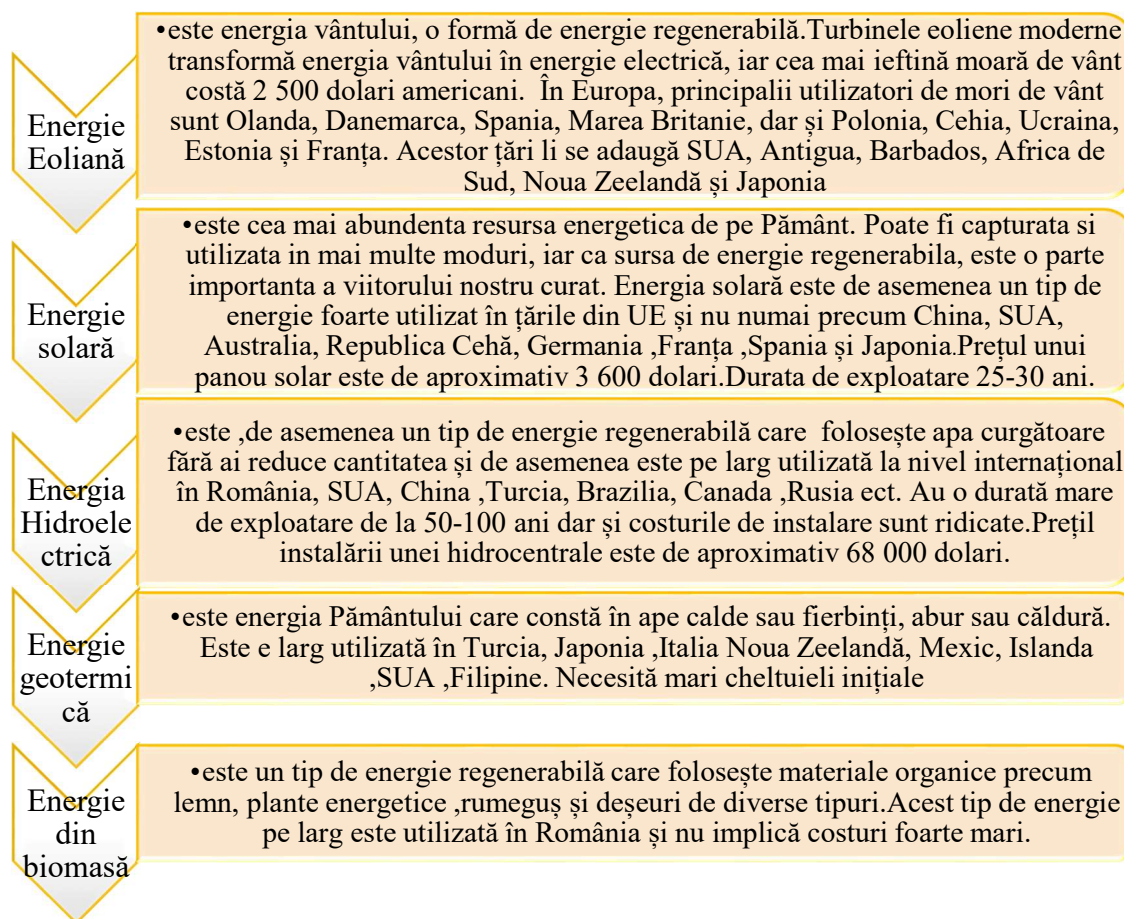 Energie
Eoliană
•este energia vântului, o formă de energie regenerabilă.Turbinele eoliene moderne
transformă energia vântului în energie electrică, iar cea mai ieftină moară de vânt
costă 2 500 dolari americani. În Europa, principalii utilizatori de mori de vânt
sunt Olanda, Danemarca, Spania, Marea Britanie, dar și Polonia, Cehia, Ucraina,
Estonia și Franța. Acestor țări li se adaugă SUA, Antigua, Barbados, Africa de
Sud, Noua Zeelandă și Japonia
Energie
solară
•este cea mai abundenta resursa energetica de pe Pământ. Poate fi capturata si
utilizata in mai multe moduri, iar ca sursa de energie regenerabila, este o parte
importanta a viitorului nostru curat. Energia solară este de asemenea un tip de
energie foarte utilizat în țările din UE și nu numai precum China, SUA,
Australia, Republica Cehă, Germania ,Franța ,Spania și Japonia.Prețul unui
panou solar este de aproximativ 3 600 dolari.Durata de exploatare 25-30 ani.
Energia
Hidroele
ctrică
•este ,de asemenea un tip de energie regenerabilă care folosește apa curgătoare
fără ai reduce cantitatea și de asemenea este pe larg utilizată la nivel internațional
în România, SUA, China ,Turcia, Brazilia, Canada ,Rusia ect. Au o durată mare
de exploatare de la 50-100 ani dar și costurile de instalare sunt ridicate.Prețil
instalării unei hidrocentrale este de aproximativ 68 000 dolari.
Energie
geotermi
că
•este energia Pământului care constă în ape calde sau fierbinți, abur sau căldură.
Este e larg utilizată în Turcia, Japonia ,Italia Noua Zeelandă, Mexic, Islanda
,SUA ,Filipine. Necesită mari cheltuieli inițiale
Energie
din
biomasă
•este un tip de energie regenerabilă care folosește materiale organice precum
lemn, plante energetice ,rumeguș și deșeuri de diverse tipuri.Acest tip de energie
pe larg este utilizată în România și nu implică costuri foarte mari.